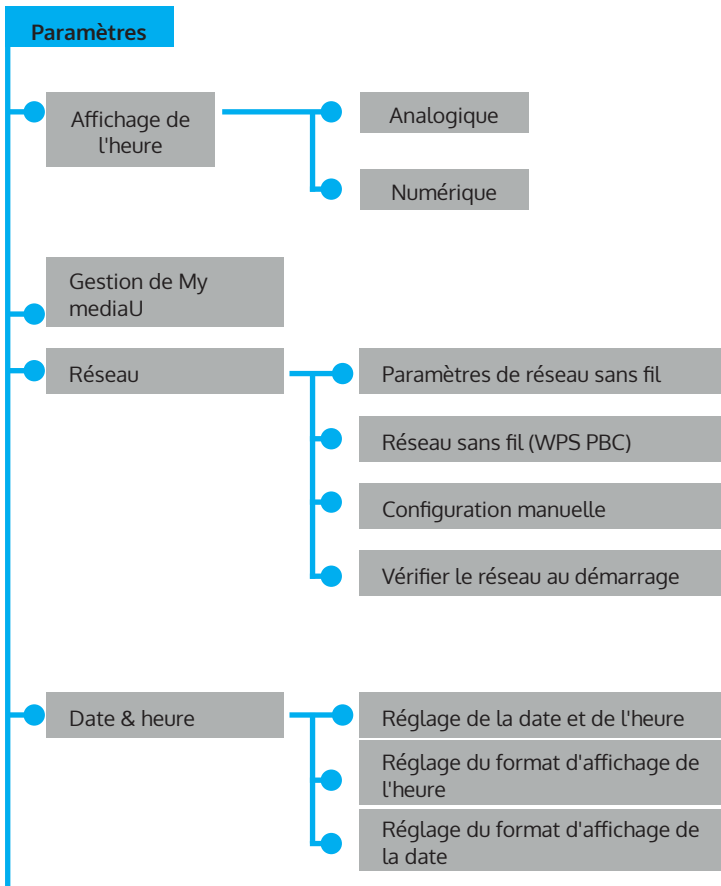 Paramètres
Affichage de
l'heure
Analogique
Numérique
Gestion de My
mediaU
Réseau
Paramètres de réseau sans fil
Réseau sans fil (WPS PBC)
Configuration manuelle
Vérifier le réseau au démarrage
Date & heure
Réglage de la date et de l'heure
Réglage du format d'affichage de
l'heure
Réglage du format d'affichage de
la date